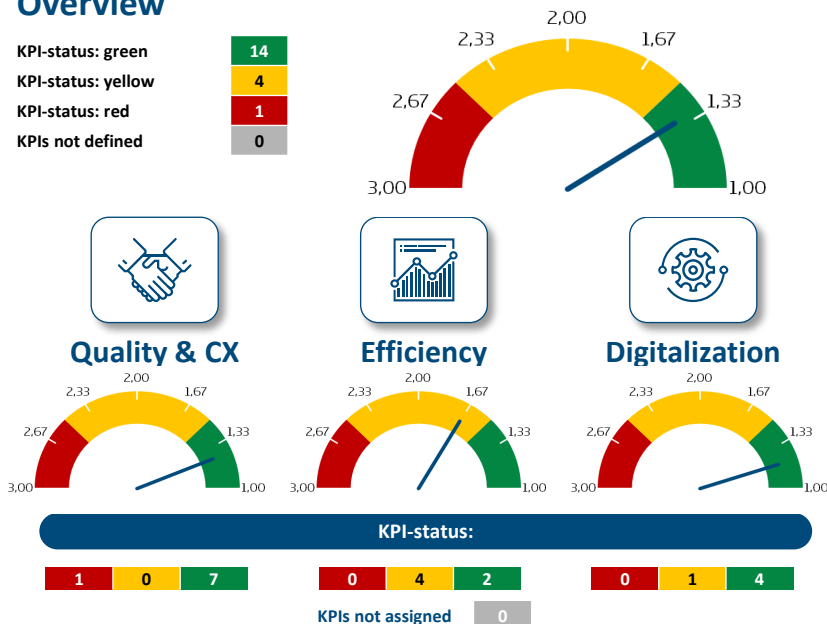 Overview
KPI-status: green 14
KPI-status: yellow 4
KPI-status: red 1
KPIs not defined 0
2,00
2,33 1,67
2,67 1,33
3,00 1,00
Quality & CX Efficiency Digitalization
2,00 2,00 2,00
2,33 1,67 2,33 1,67 2,33 1,67
2,67 1,33 2,67 1,33 2,67 1,33
3,00 1,00 3,00 1,00 3,00 1,00
KPI-status:
1 0 7 0 4 2 0 1 4
KPIs not assigned 0